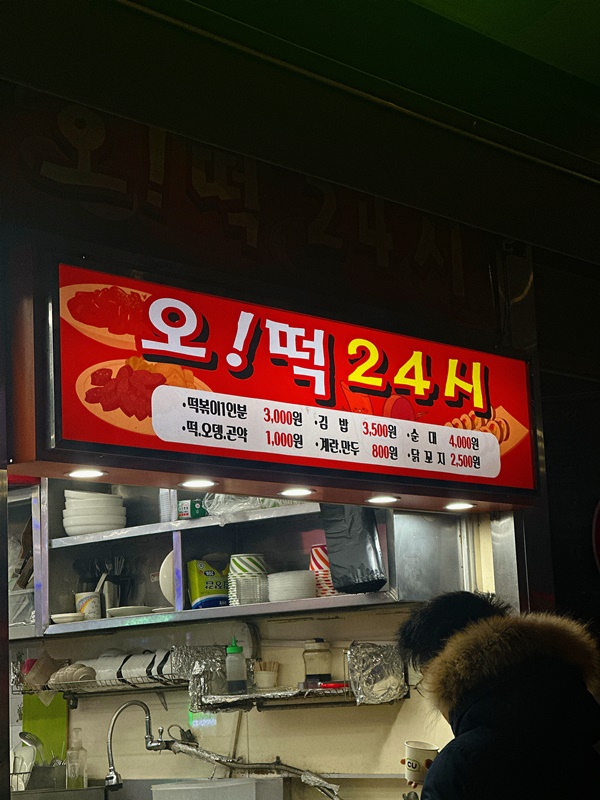 오!떡 24시
·떡볶이1인분 3,000원 ·김 밥 3,500원 ·순 대 4,000원
·떡.오뎅.곤약 1,000원 ·계란,만두 800원 ·닭꼬지 2,500원
CU